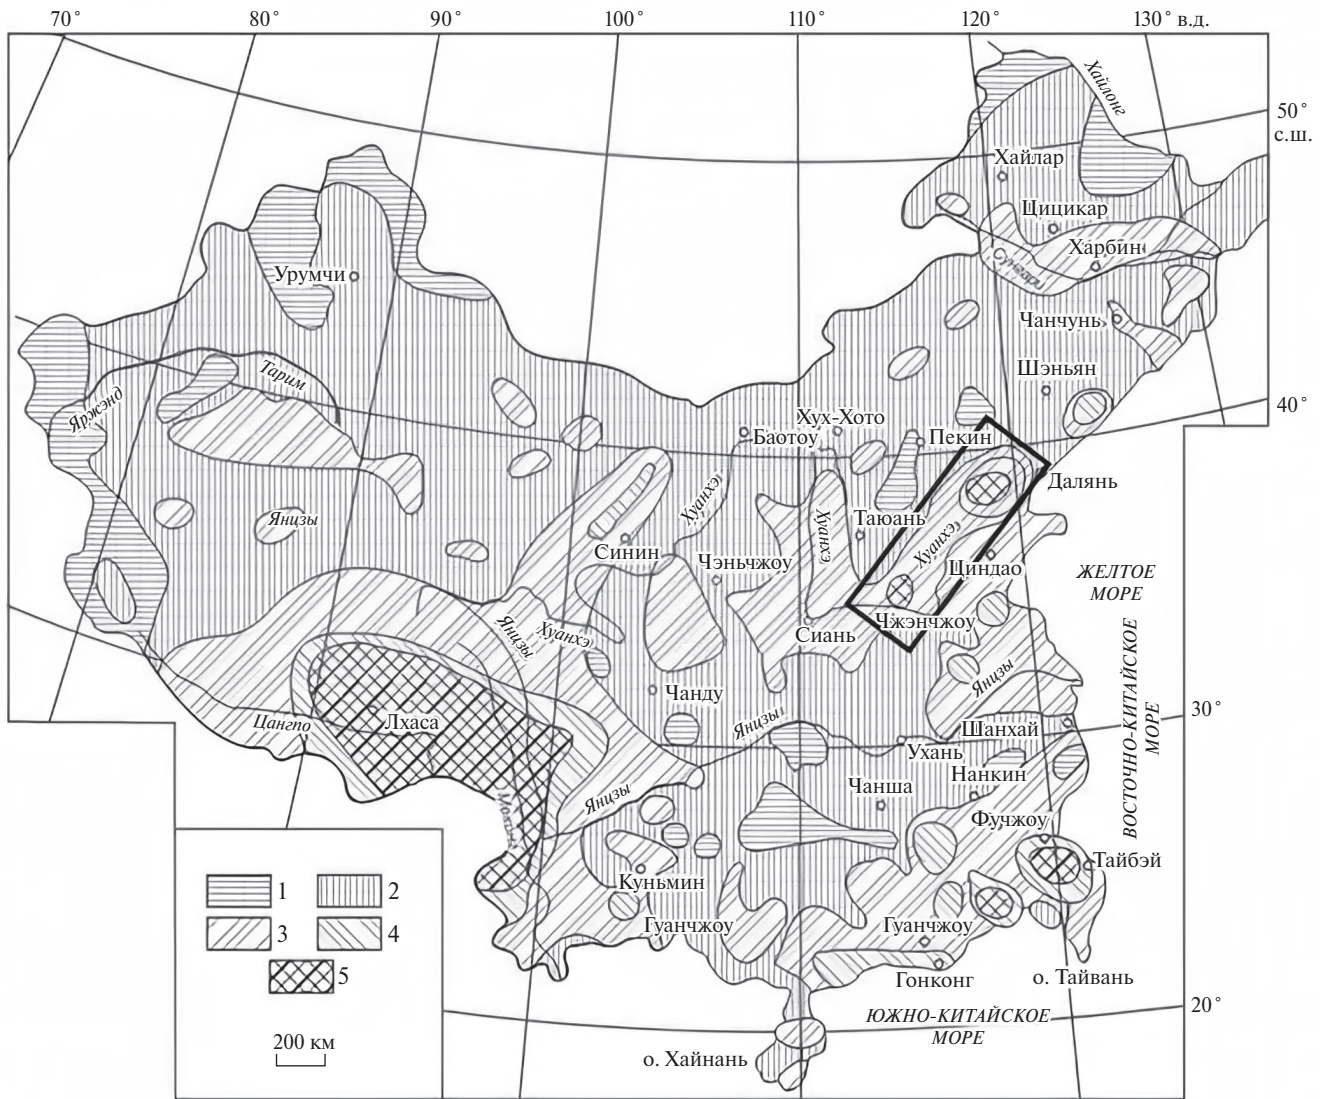 70° 80° 90° 100° 110° 120° 130° в.д.
50°
с.ш.
Хайлонг
Хайлар
Цицикар
Харбин
Сунгари
Урумчи
Чанчунь
Шэньян
Тарим
Яржэнд
40°
Хух-Хото
Баотоу
Пекин
Далянь
Хуанхэ
Янцзы
Таюань
Хуанхэ
Хуанхэ
Синин
Чэньчжоу
Циндао
ЖЕЛТОЕ
МОРЕ
Янцзы
Хуанхэ
Сиань
Чжэнчжоу
Янцзы
Чанду
30°
Цангпо
Лхаса
Янцзы
Шанхай
ВОСТОЧНО-КИТАЙСКОЕ
МОРЕ
Ухань
Нанкин
Чанша
Янцзы
Фучжоу
Тайбэй
Куньмин
Гуанчжоу
Гуанчжоу
Гонконг
о. Тайвань
20°
ЮЖНО-КИТАЙСКОЕ
МОРЕ
о. Хайнань
1 2
3 4
5
200 км